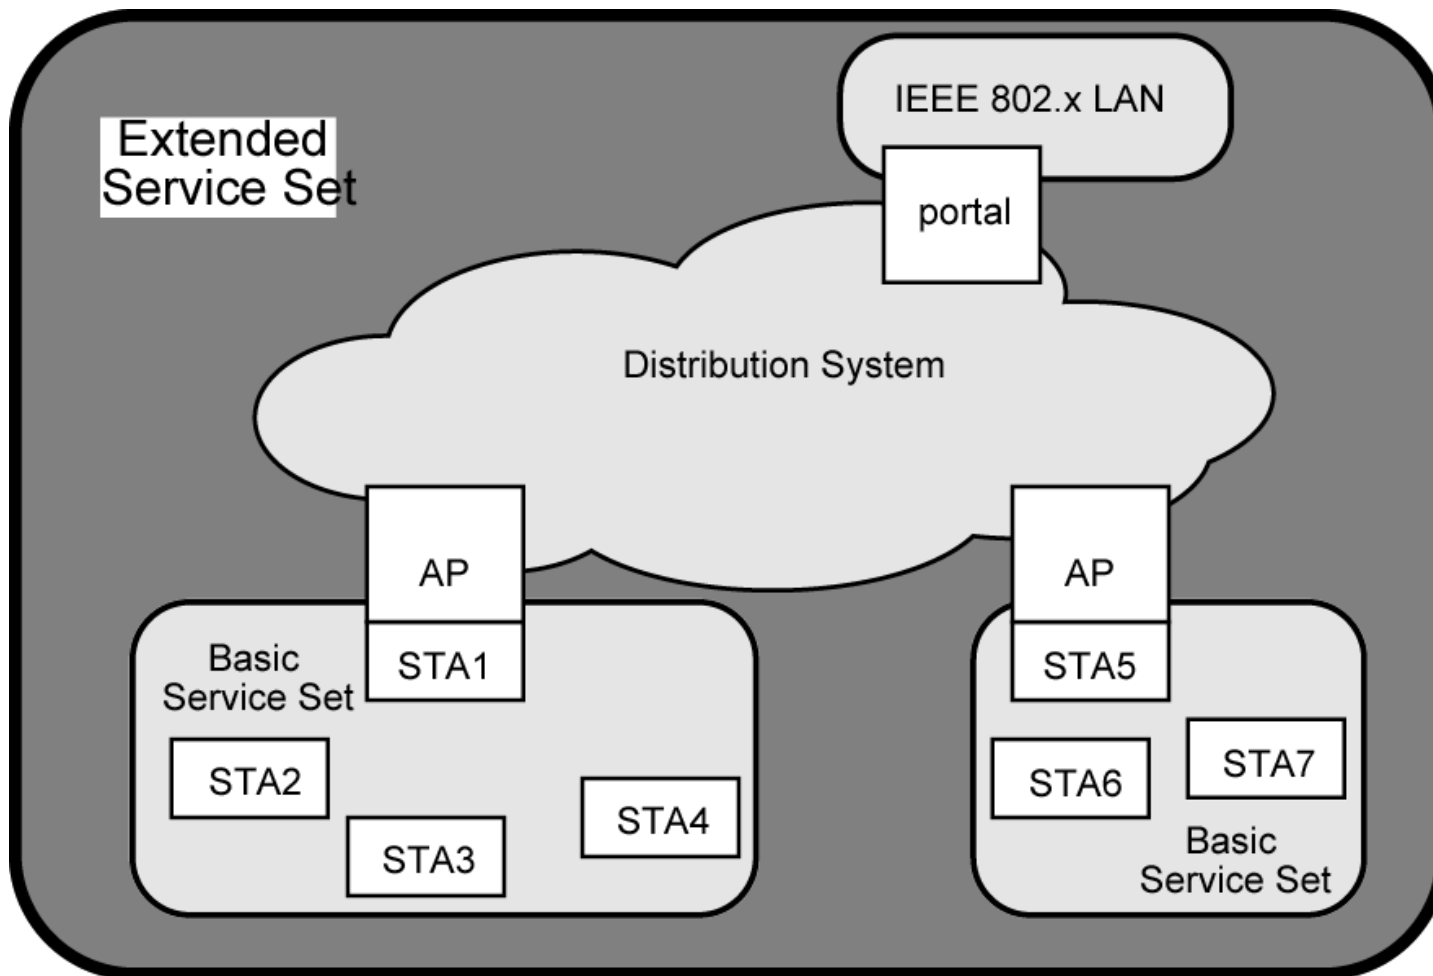 IEEE 802.x LAN
Extended
Service Set
portal
Distribution System
AP
AP
Basic
Service Set
STA1
STA5
STA2
STA3
STA4
STA6
STA7
Basic
Service Set